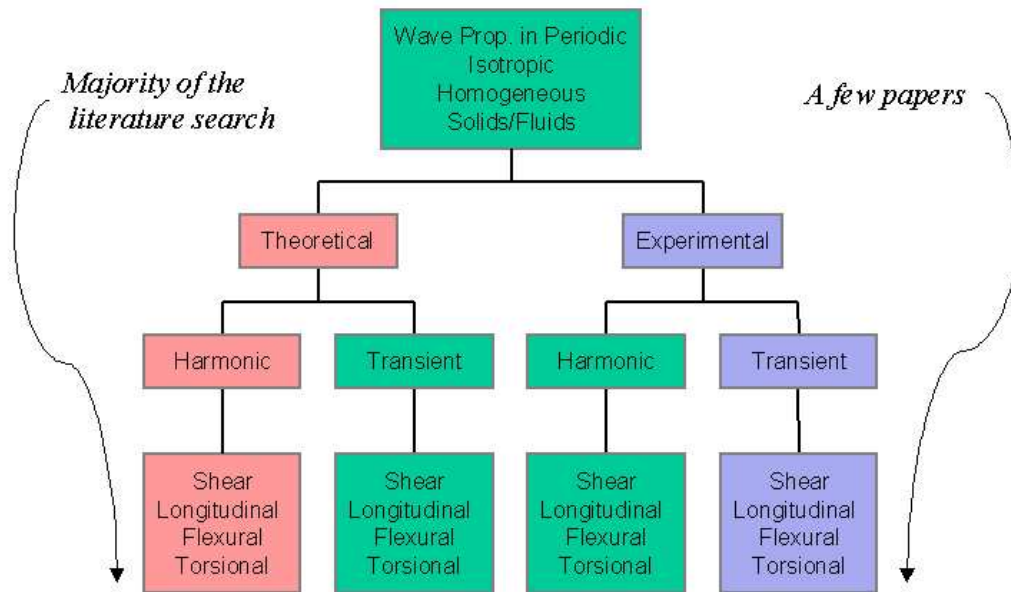 Wave Prop. in Periodic
Isotropic
Homogeneous
Solids/Fluids
Majority of the
literature search
A few papers
Theoretical
Experimental
Harmonic
Transient
Harmonic
Transient
Shear
Longitudinal
Flexural
Torsional
Shear
Longitudinal
Flexural
Torsional
Shear
Longitudinal
Flexural
Torsional
Shear
Longitudinal
Flexural
Torsional